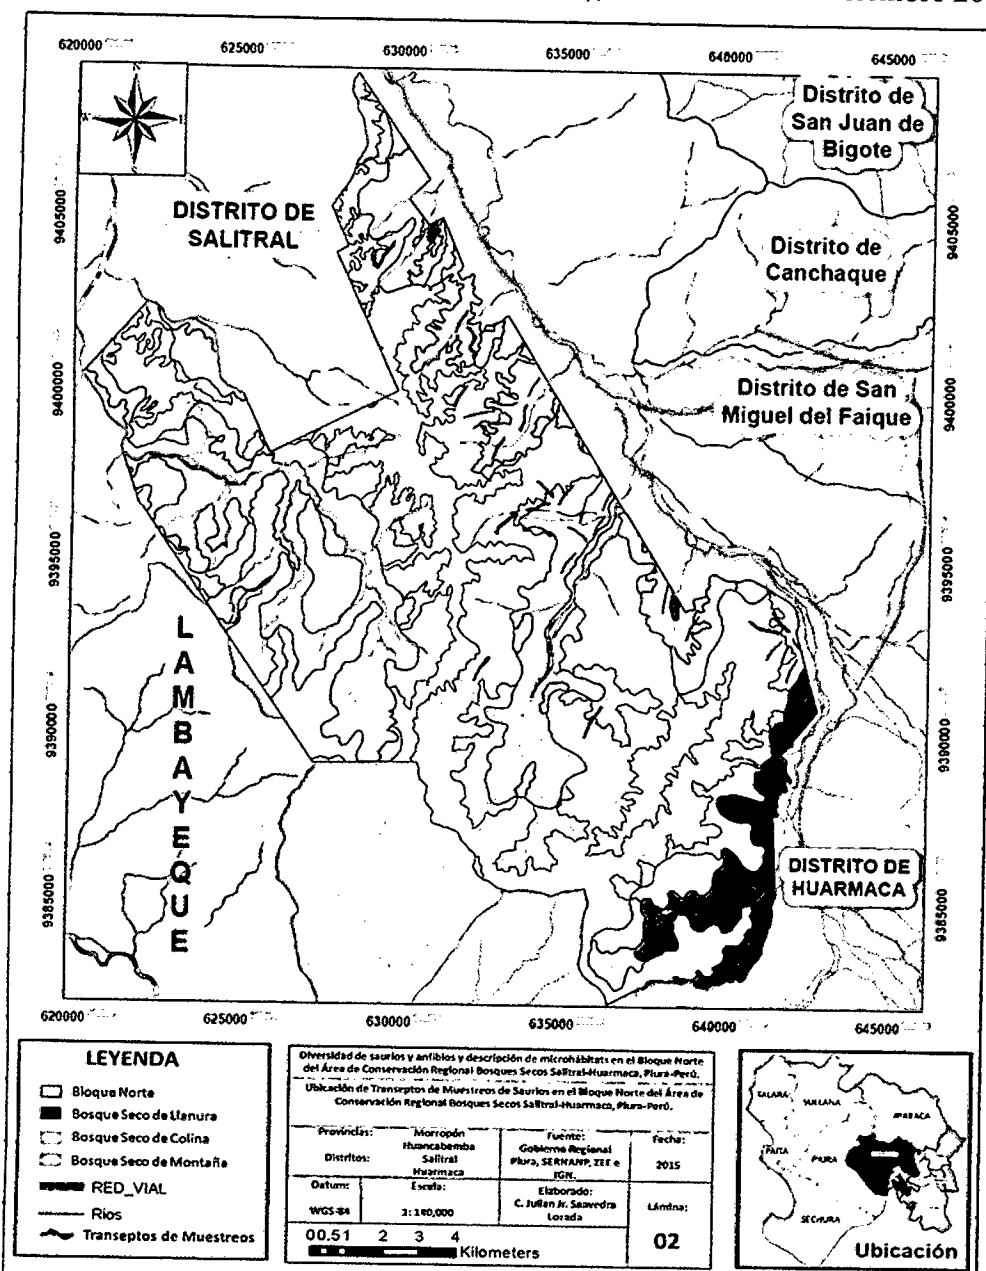 620000 625000 630000 635000 640000 645000
Distrito de
San Juan de
Bigote
DISTRITO DE
SALITRAL
9405000
9405000
Distrito de
Canchaque
9400000
9400000
Distrito de San
Miguel del Faique
9395000
9395000
LAMBAYEQUE
9390000
9390000
DISTRITO DE
HUARMACA
9385000
9385000
620000 625000 630000 635000 640000 645000
LEYENDA
Bloque Norte
Bosque Seco de Llanura
Bosque Seco de Colina
Bosque Seco de Montaña
RED_VIAL
Rios
Transeptos de Muestreos
Diversidad de saurios y anfibios y descripción de microhábitats en el Bloque Norte
del Área de Conservación Regional Bosques Secos Salitral-Huarmaca, Piura-Perú.
Ubicación de Transeptos de Muestreos de Saurios en el Bloque Norte del Área de
Conservación Regional Bosques Secos Salitral-Huarmaca, Piura-Perú.
Provincias: Morropón
Huancabamba
Distritos: Salitral
Huarmaca
Fuente:
Gobierno Regional
Piura, SERNANP, ZEE e
IGN.
Fecha:
2015
Datum:
WGS-84
Escala:
1: 140,000
Elaborado:
C. Julian Jr. Saavedra
Lozada
Lámina:
02
0 0.5 1 2 3 4
Kilometers
TALARA
SULLANA
AYABACA
PAITA
PIURA
SECHURA
Ubicación